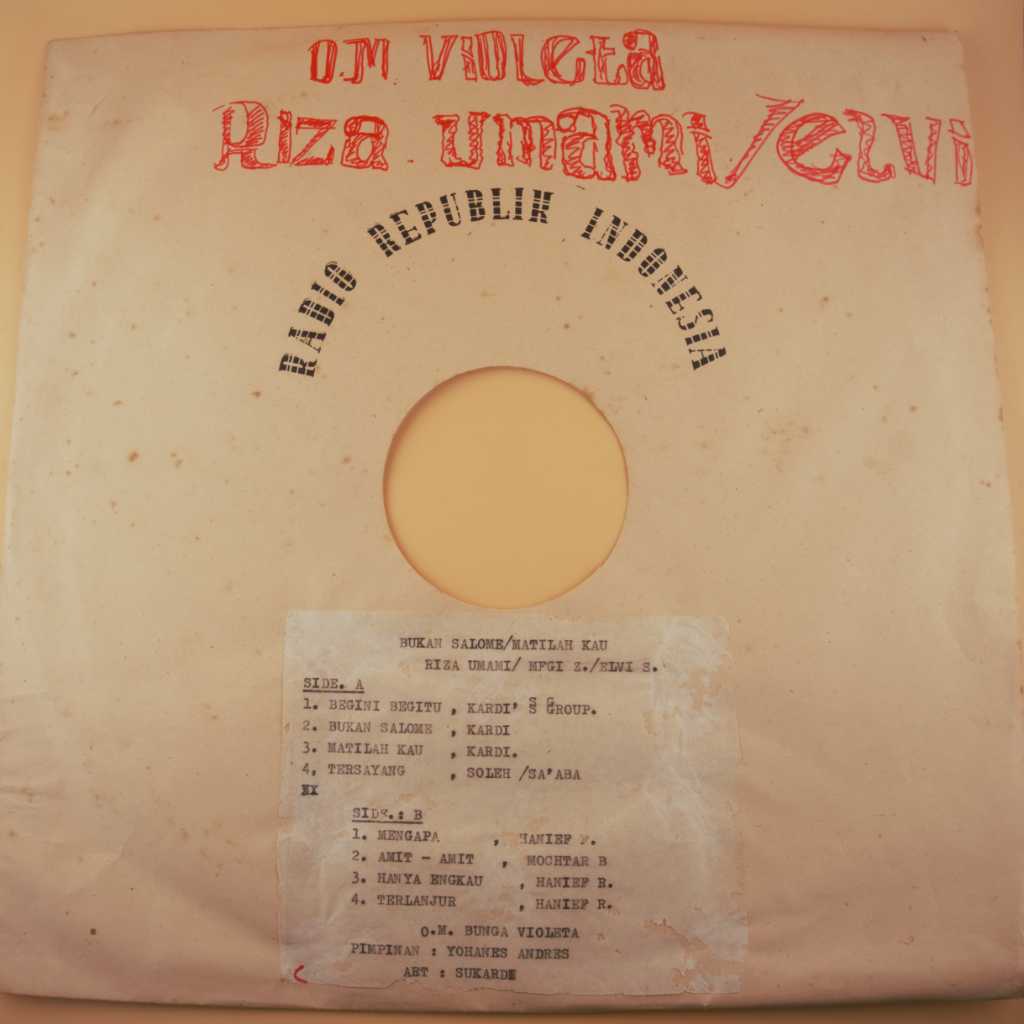 O.M VIOLETA
RIZA UMAMI/ELVI
RADIO REPUBLIK INDONESIA
BUKAN SALOME/MATILAH KAU
RIZA UMAMI/ MFGI Z./ELVI S.
SIDE. A
1. BEGINI BEGITU , KARDI'S GROUP.
2. BUKAN SALOME , KARDI
3. MATILAH KAU , KARDI.
4, TERSAYANG , SOLEH /SA'ABA
SIDE.: B
1. MENGAPA , HANIEF
2. AMIT - AMIT , MOCHTAR B
3. HANYA ENGKAU , HANIEF R.
4. TERLANJUR , HANIEF R.
O.M. BUNGA VIOLETA
PIMPINAN : YOHANES ANDRES
: SUKARDI